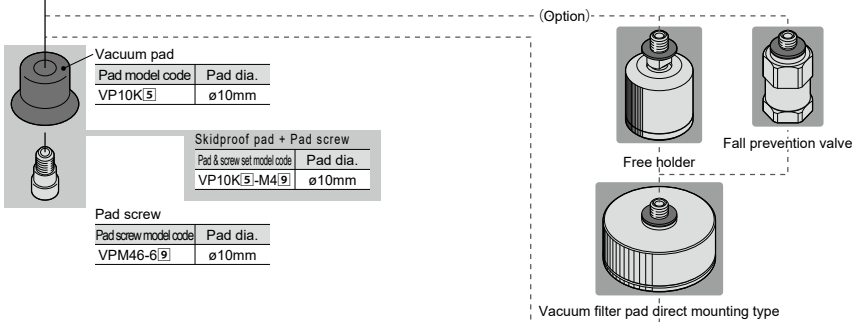 (Option)
Vacuum pad
Pad model code Pad dia.
VP10K5 ø10mm
Skidproof pad + Pad screw
Pad & screw set model code Pad dia.
VP10K5-M49 ø10mm
Pad screw
Pad screw model code Pad dia.
VPM46-69 ø10mm
Free holder
Fall prevention valve
Vacuum filter pad direct mounting type